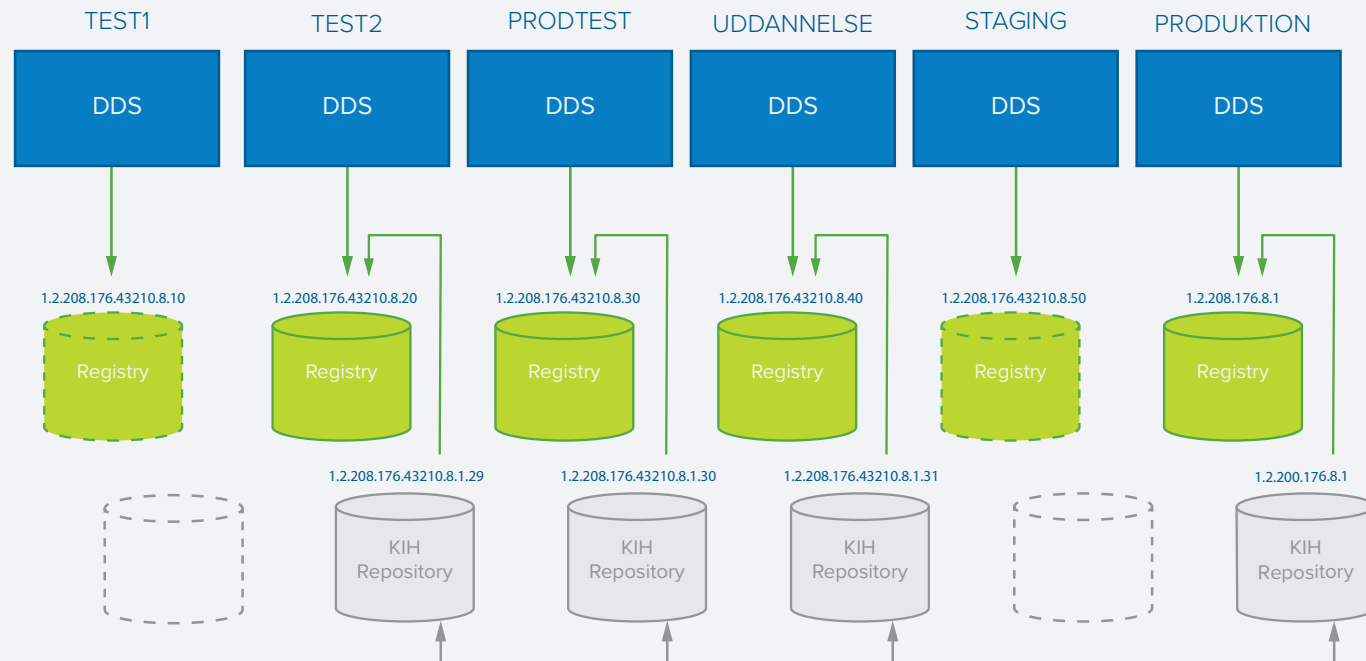 TEST1 TEST2 PRODTEST UDDANNELSE STAGING PRODUKTION
DDS DDS DDS DDS DDS DDS
1.2.208.176.43210.8.10 1.2.208.176.43210.8.20 1.2.208.176.43210.8.30 1.2.208.176.43210.8.40 1.2.208.176.43210.8.50 1.2.208.176.8.1
Registry Registry Registry Registry Registry Registry
1.2.208.176.43210.8.1.29 1.2.208.176.43210.8.1.30 1.2.208.176.43210.8.1.31 1.2.200.176.8.1
KIH KIH KIH KIH
Repository Repository Repository Repository